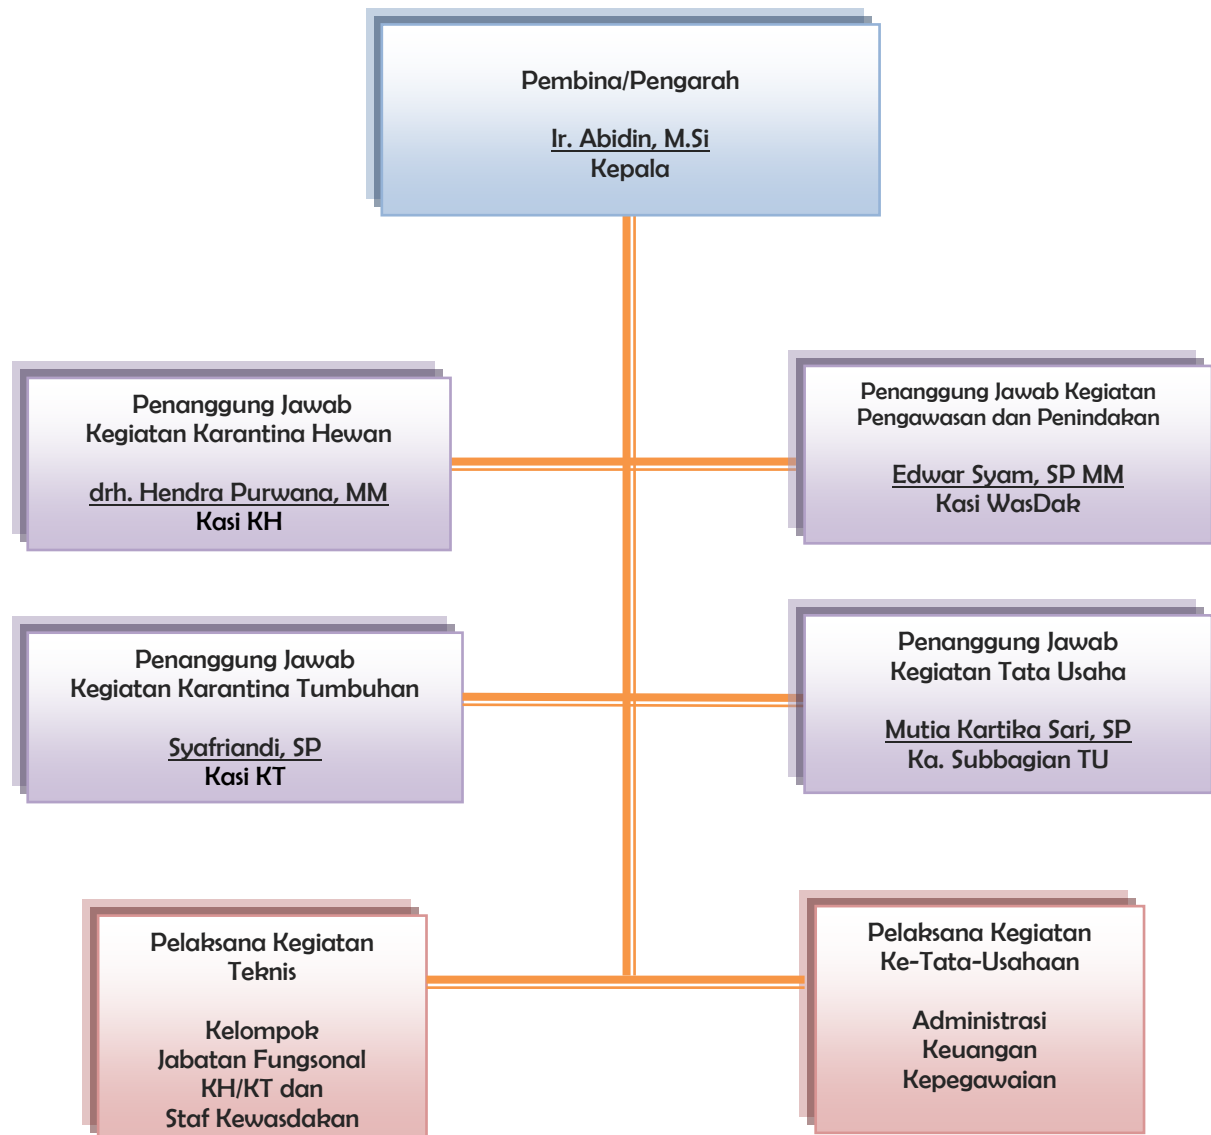 Pembina/Pengarah
Ir. Abidin, M.Si
Kepala
Penanggung Jawab
Kegiatan Karantina Hewan
drh. Hendra Purwana, MM
Kasi KH
Penanggung Jawab Kegiatan
Pengawasan dan Penindakan
Edwar Syam, SP MM
Kasi WasDak
Penanggung Jawab
Kegiatan Karantina Tumbuhan
Syafriandi, SP
Kasi KT
Penanggung Jawab
Kegiatan Tata Usaha
Mutia Kartika Sari, SP
Ka. Subbagian TU
Pelaksana Kegiatan
Teknis
Kelompok
Jabatan Fungsonal
KH/KT dan
Staf Kewasdakan
Pelaksana Kegiatan
Ke-Tata-Usahaan
Administrasi
Keuangan
Kepegawaian